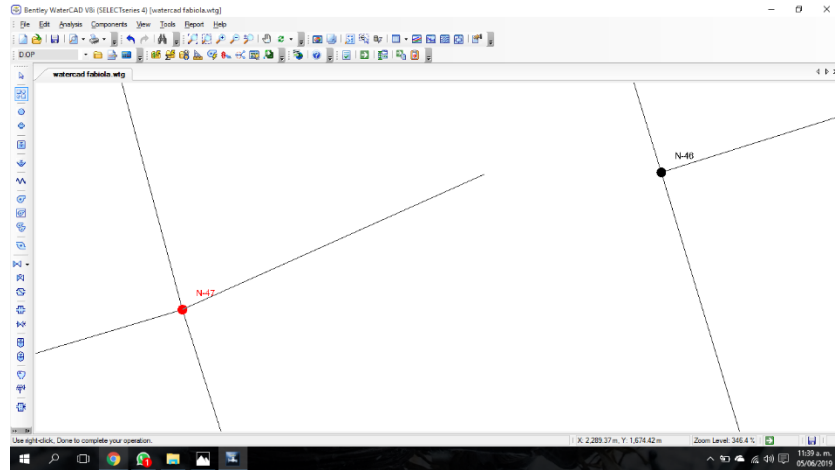 Bentley WaterCAD V8i (SELECTseries 4) [watercad fabiola.wtg]
File Edit Analysis Components View Tools Report Help
D.OP
watercad fabiola.wtg
N-46
N-47
Use right-click, Done to complete your operation.
X: 2,289.37 m, Y: 1,674.42 m
Zoom Level: 346.4 %
11:39 a. m.
05/06/2019